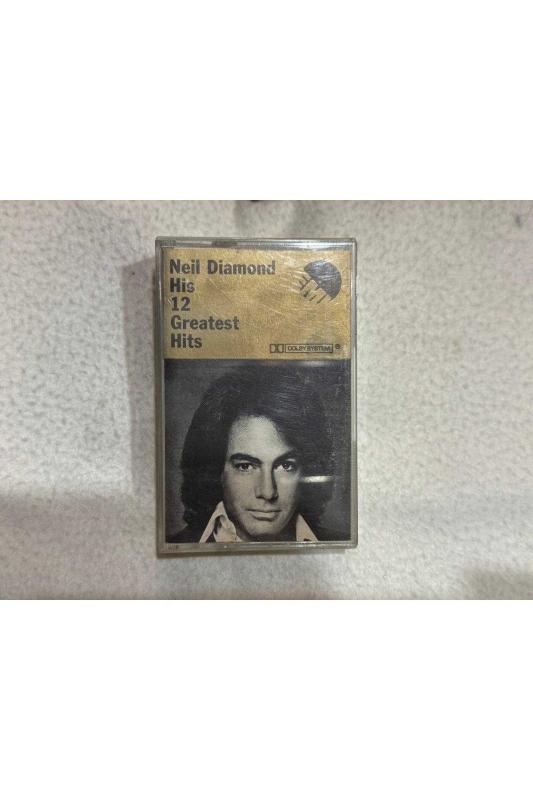 Neil Diamond
His
12
Greatest
Hits
DOLBY SYSTEM ®